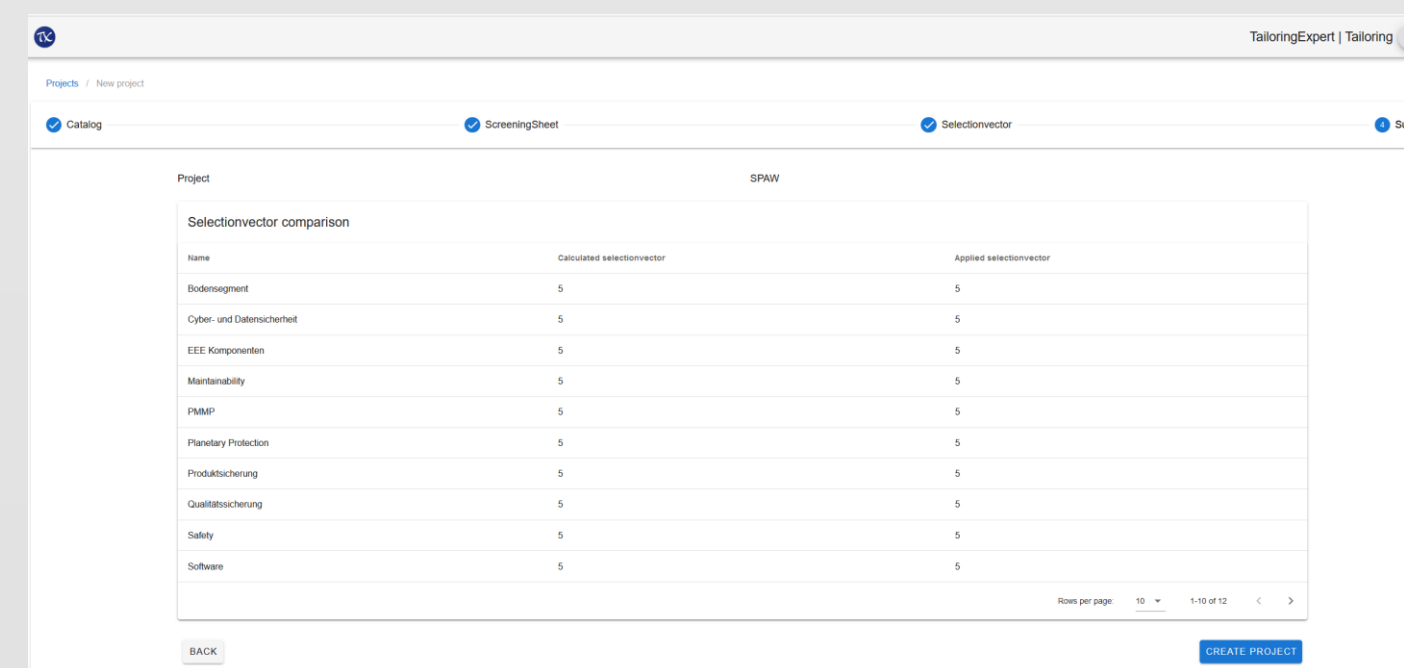 TX
TailoringExpert | Tailoring
Projects / New project
Catalog ScreeningSheet Selectionvector 4
Project SPAW
Selectionvector comparison
Name Calculated selectionvector Applied selectionvector
Bodensegment 5 5
Cyber- und Datensicherheit 5 5
EEE Komponenten 5 5
Maintainability 5 5
PMMP 5 5
Planetary Protection 5 5
Produktsicherung 5 5
Qualitätssicherung 5 5
Safety 5 5
Software 5 5
Rows per page: 10 1-10 of 12
BACK CREATE PROJECT